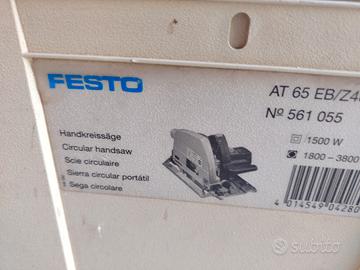 FESTO
AT 65 EB/Z4
Nº 561 055
Handkreissäge
Circular handsaw
Scie circulaire
Sierra circular portátil
Sega circolare
1500 W
1800 – 3800
4 014549 04280
subito